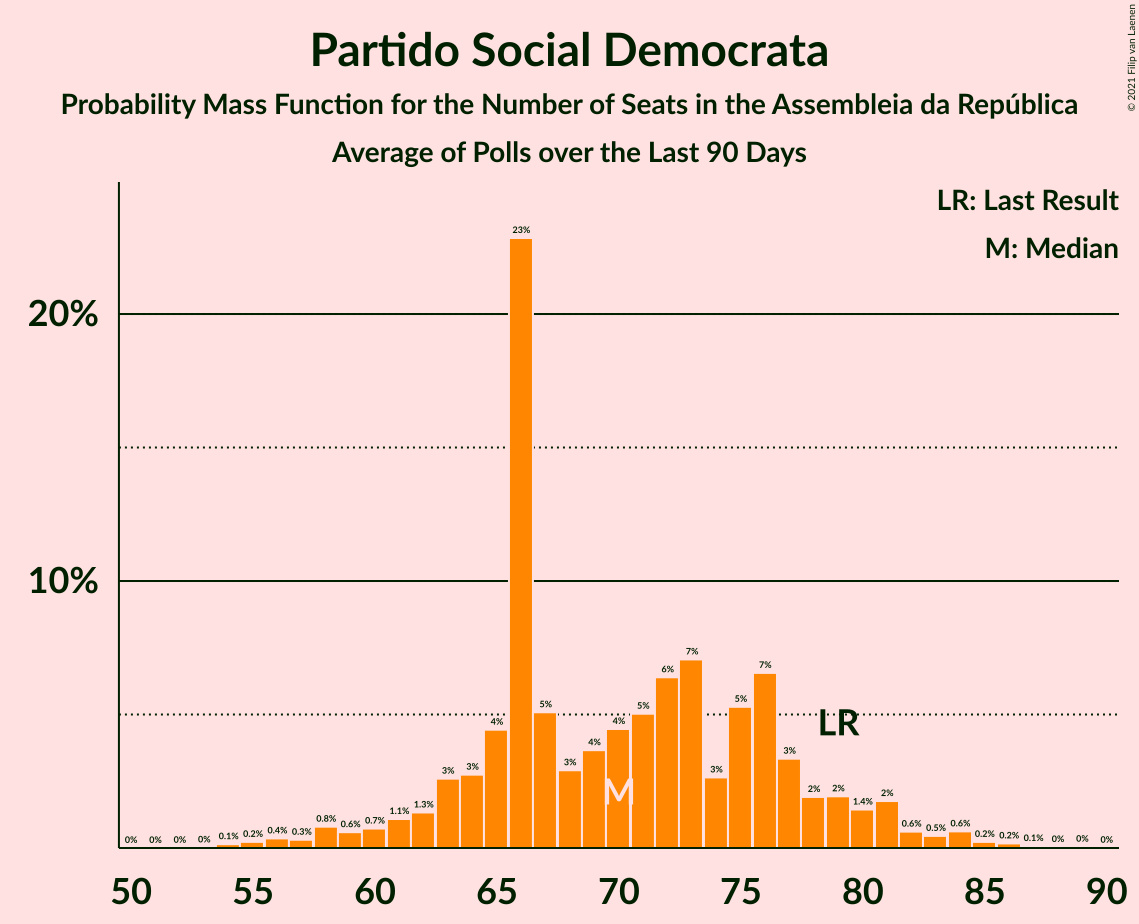 Partido Social Democrata
Probability Mass Function for the Number of Seats in the Assembleia da República
Average of Polls over the Last 90 Days
© 2021 Filip van Laenen
LR: Last Result
M: Median
20%
10%
0% 0% 0% 0% 0.1% 0.2% 0.4% 0.3% 0.8% 0.6% 0.7% 1.1% 1.3% 3% 3% 4% 23% 5% 3% 4% 4% 5% 6% 7% 3% 5% 7% 3% 2% 2% 1.4% 2% 0.6% 0.5% 0.6% 0.2% 0.2% 0.1% 0% 0% 0%
LR
M
50 55 60 65 70 75 80 85 90